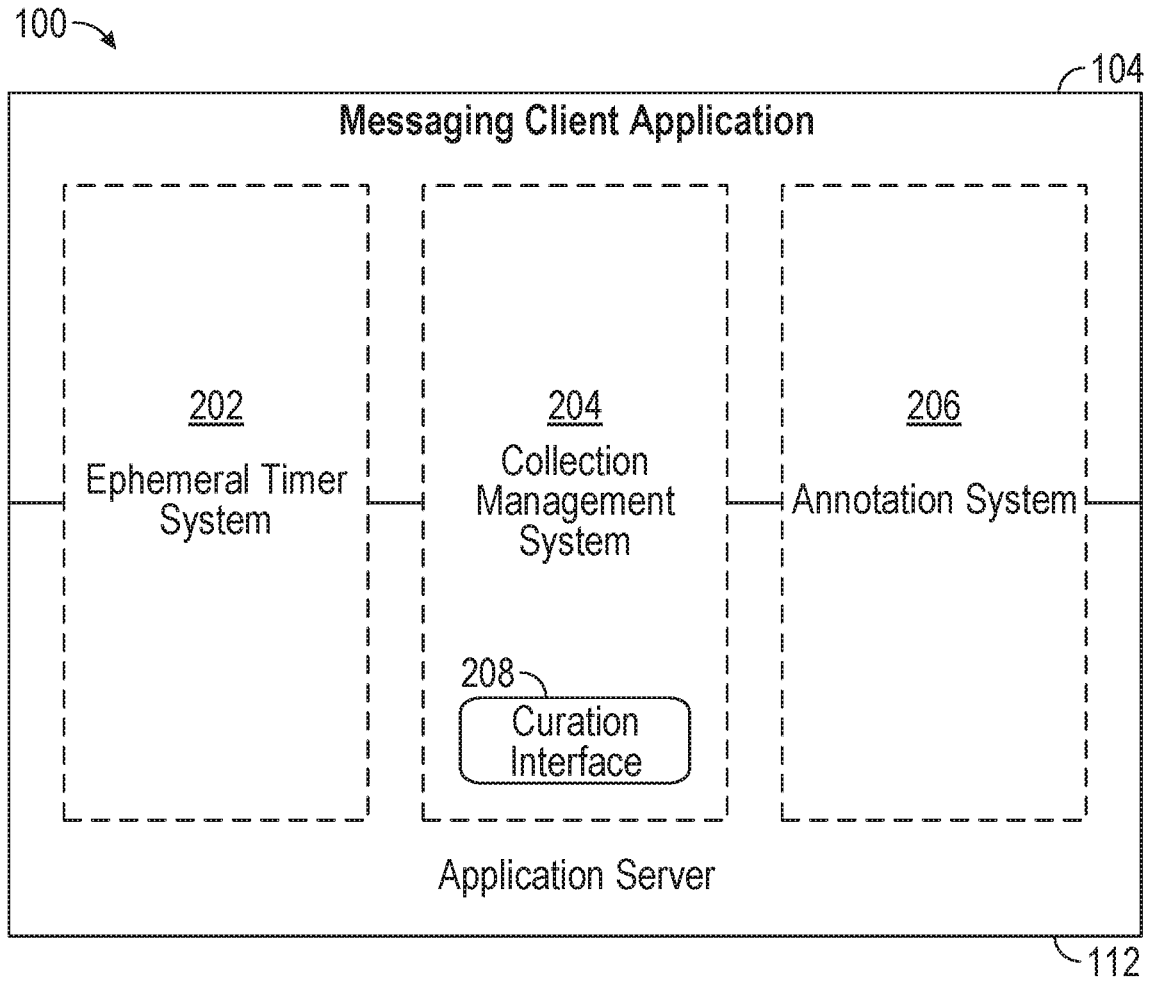 100
104
Messaging Client Application
202
Ephemeral Timer
System
204
Collection
Management
System
206
Annotation System
208
Curation
Interface
Application Server
112